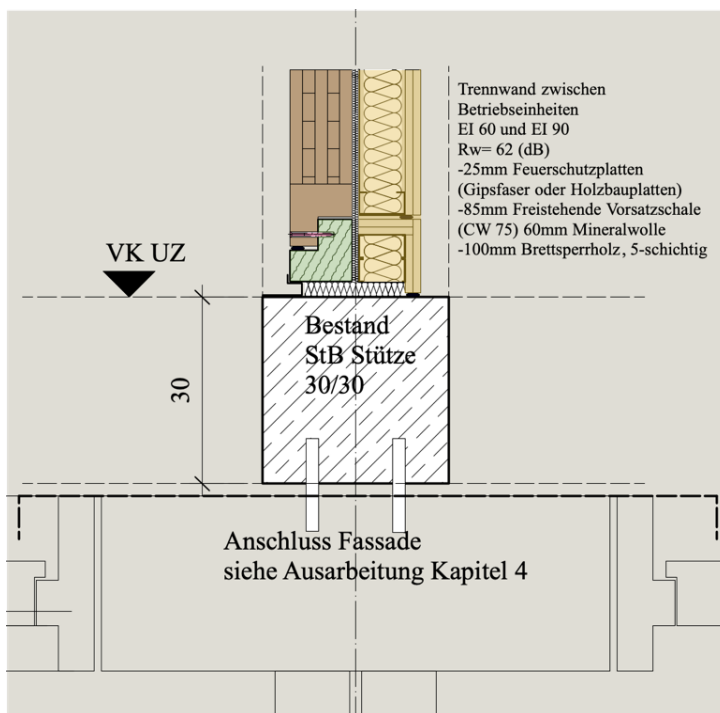 Trennwand zwischen
Betriebseinheiten
EI 60 und EI 90
Rw= 62 (dB)
-25mm Feuerschutzplatten
(Gipsfaser oder Holzbauplatten)
-85mm Freistehende Vorsatzschale
(CW 75) 60mm Mineralwolle
-100mm Brettsperrholz, 5-schichtig
VK UZ
Bestand
StB Stütze
30/30
30
Anschluss Fassade
siehe Ausarbeitung Kapitel 4